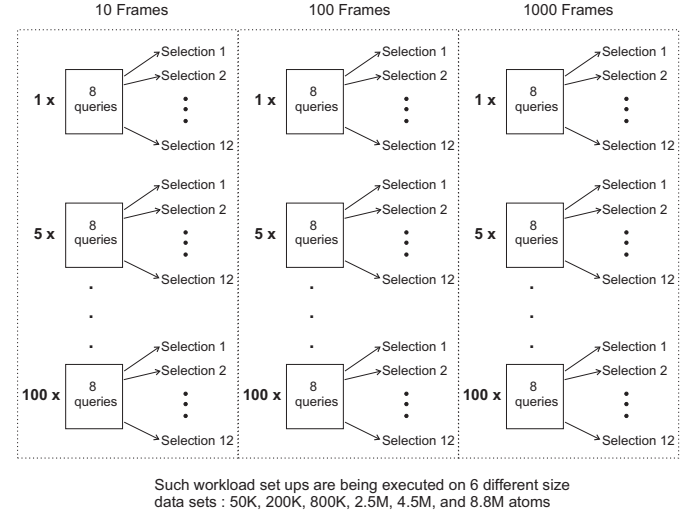 10 Frames
100 Frames
1000 Frames
Selection 1
Selection 2
1 x
8
queries
Selection 12
Selection 1
Selection 2
1 x
8
queries
Selection 12
Selection 1
Selection 2
1 x
8
queries
Selection 12
Selection 1
Selection 2
5 x
8
queries
Selection 12
Selection 1
Selection 2
5 x
8
queries
Selection 12
Selection 1
Selection 2
5 x
8
queries
Selection 12
Selection 1
Selection 2
100 x
8
queries
Selection 12
Selection 1
Selection 2
100 x
8
queries
Selection 12
Selection 1
Selection 2
100 x
8
queries
Selection 12
Such workload set ups are being executed on 6 different size
data sets : 50K, 200K, 800K, 2.5M, 4.5M, and 8.8M atoms